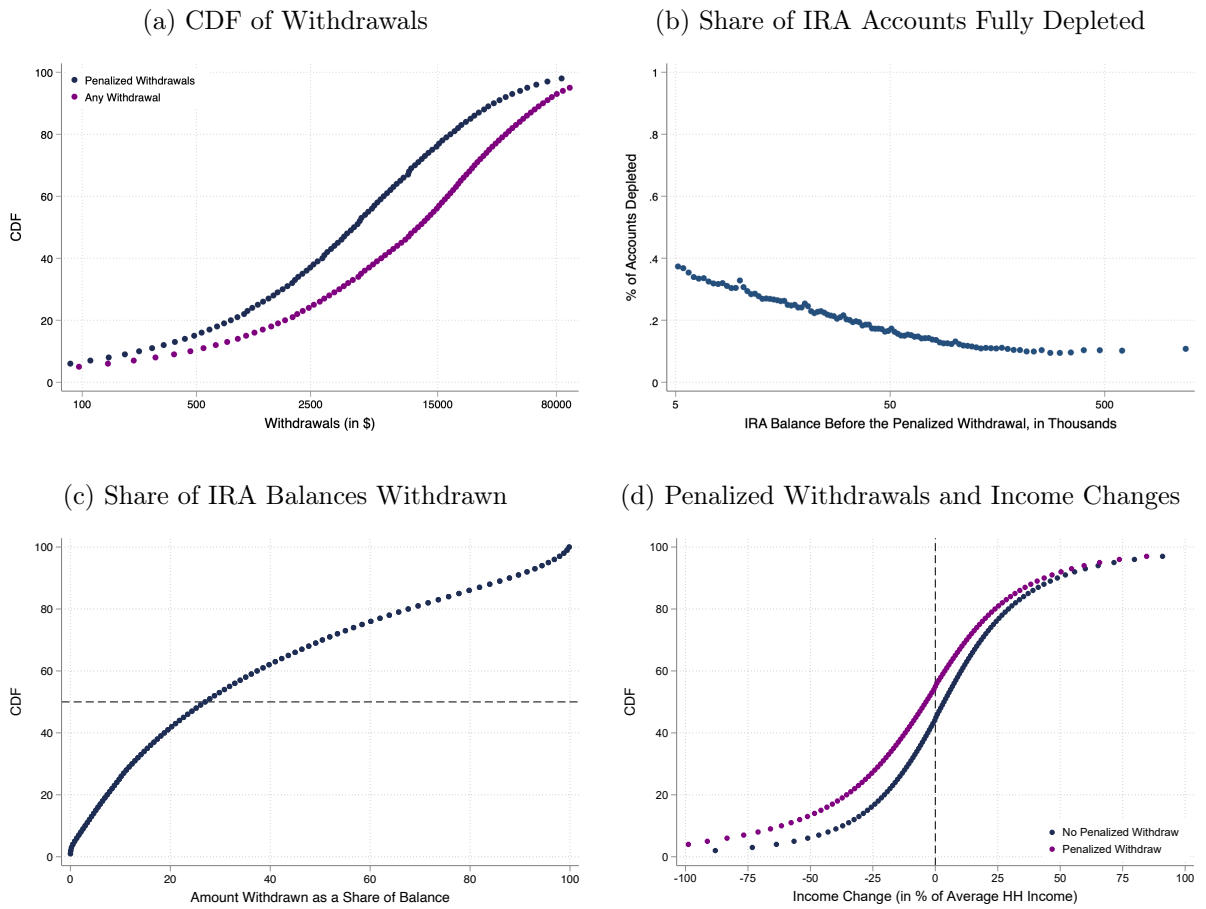 (a) CDF of Withdrawals
100
80
60
40
20
0
CDF
Penalized Withdrawals
Any Withdrawal
100
500
2500
15000
80000
Withdrawals (in $)
(b) Share of IRA Accounts Fully Depleted
1
.8
.6
.4
.2
0
% of Accounts Depleted
5
50
500
IRA Balance Before the Penalized Withdrawal, in Thousands
(c) Share of IRA Balances Withdrawn
100
80
60
40
20
0
CDF
0
20
40
60
80
100
Amount Withdrawn as a Share of Balance
(d) Penalized Withdrawals and Income Changes
100
80
60
40
20
0
CDF
No Penalized Withdraw
Penalized Withdraw
-100
-75
-50
-25
0
25
50
75
100
Income Change (in % of Average HH Income)